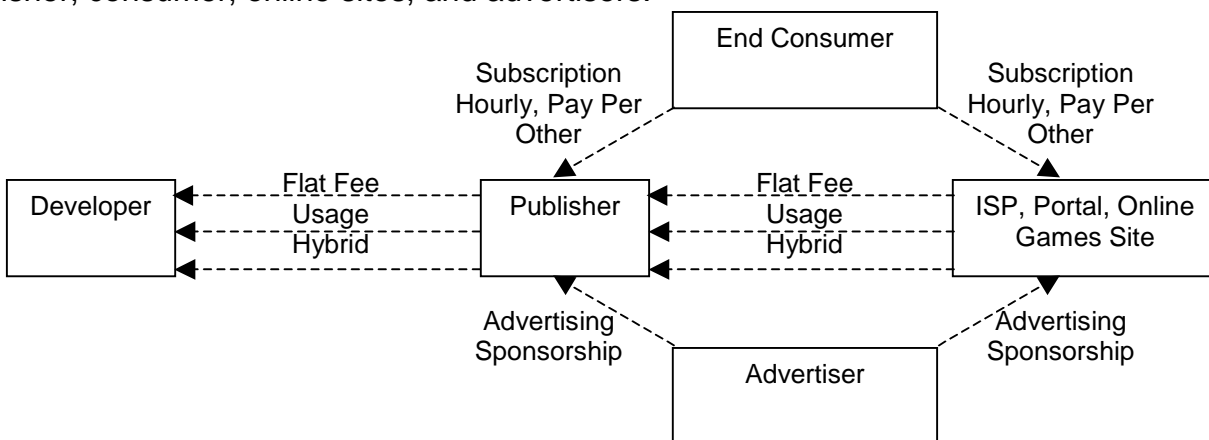 consumer, online sites, and advertisers.
End Consumer
Subscription
Hourly, Pay Per
Other
Subscription
Hourly, Pay Per
Other
Developer
Flat Fee
Usage
Hybrid
Publisher
Flat Fee
Usage
Hybrid
ISP, Portal, Online
Games Site
Advertising
Sponsorship
Advertising
Sponsorship
Advertiser